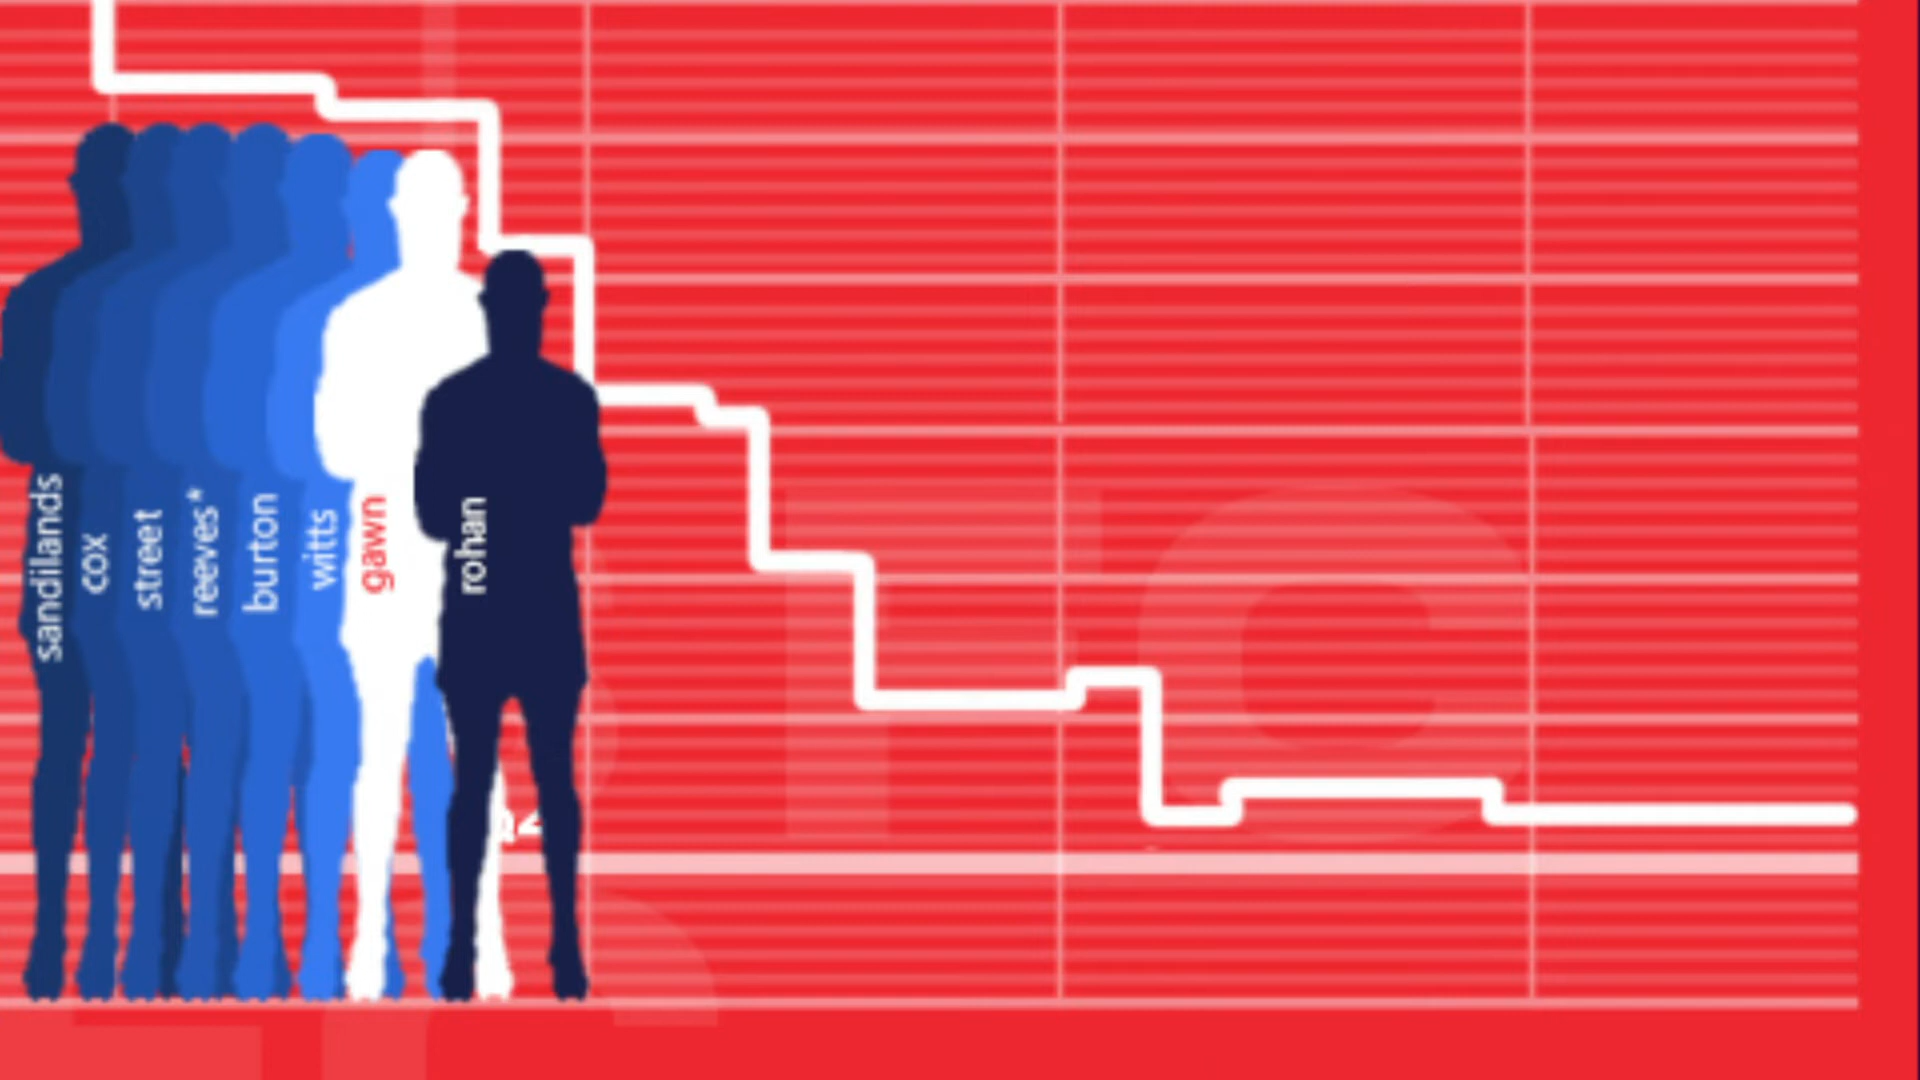 sandilands
cox
street
reeves*
burton
witts
gawn
rohan